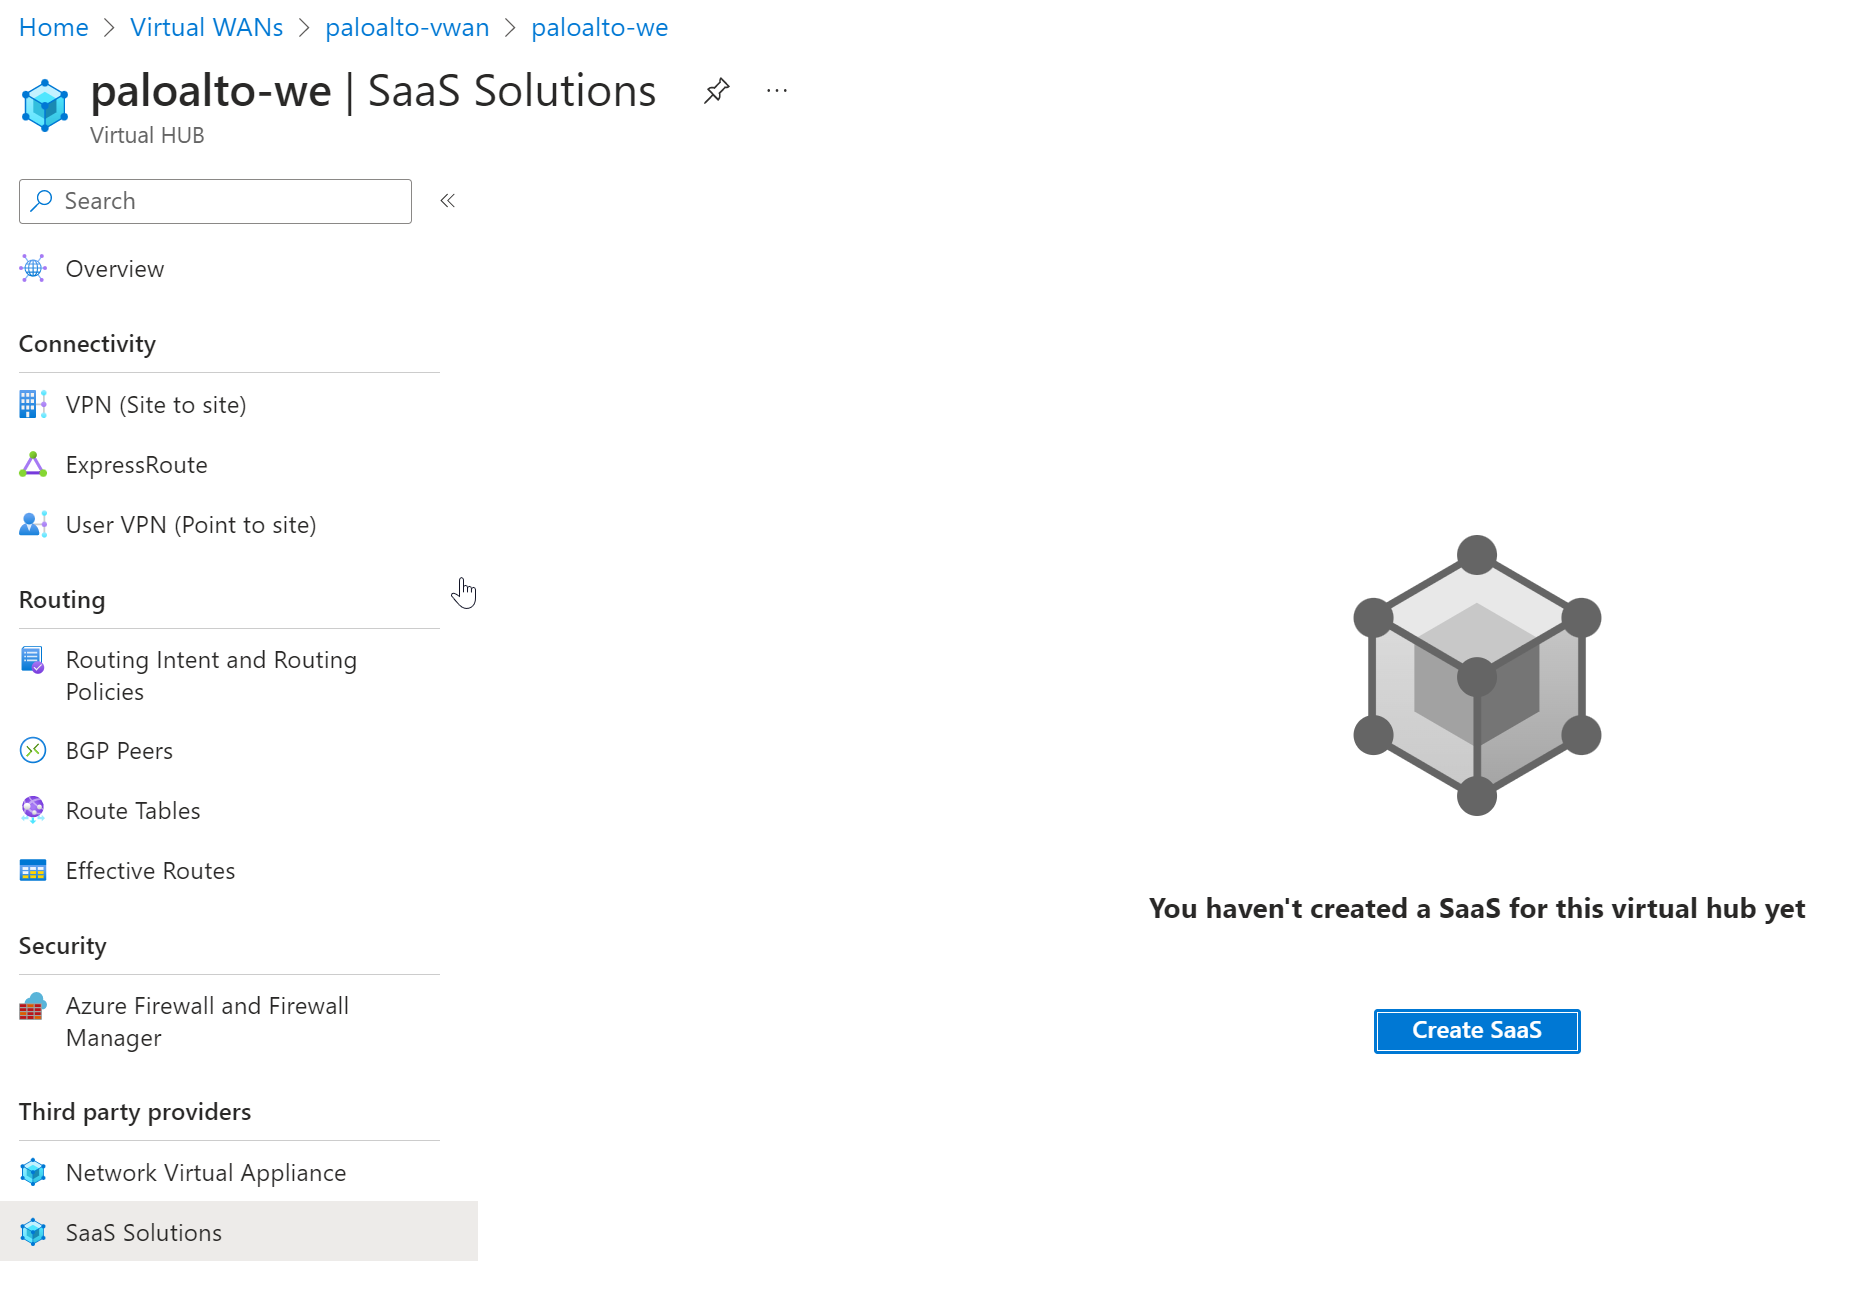 Home > Virtual WANs > paloalto-vwan > paloalto-we
paloalto-we | SaaS Solutions ...
Virtual HUB
Search «
Overview
Connectivity
VPN (Site to site)
ExpressRoute
User VPN (Point to site)
Routing
Routing Intent and Routing
Policies
BGP Peers
Route Tables
Effective Routes
Security
Azure Firewall and Firewall
Manager
Third party providers
Network Virtual Appliance
SaaS Solutions
You haven't created a SaaS for this virtual hub yet
Create SaaS